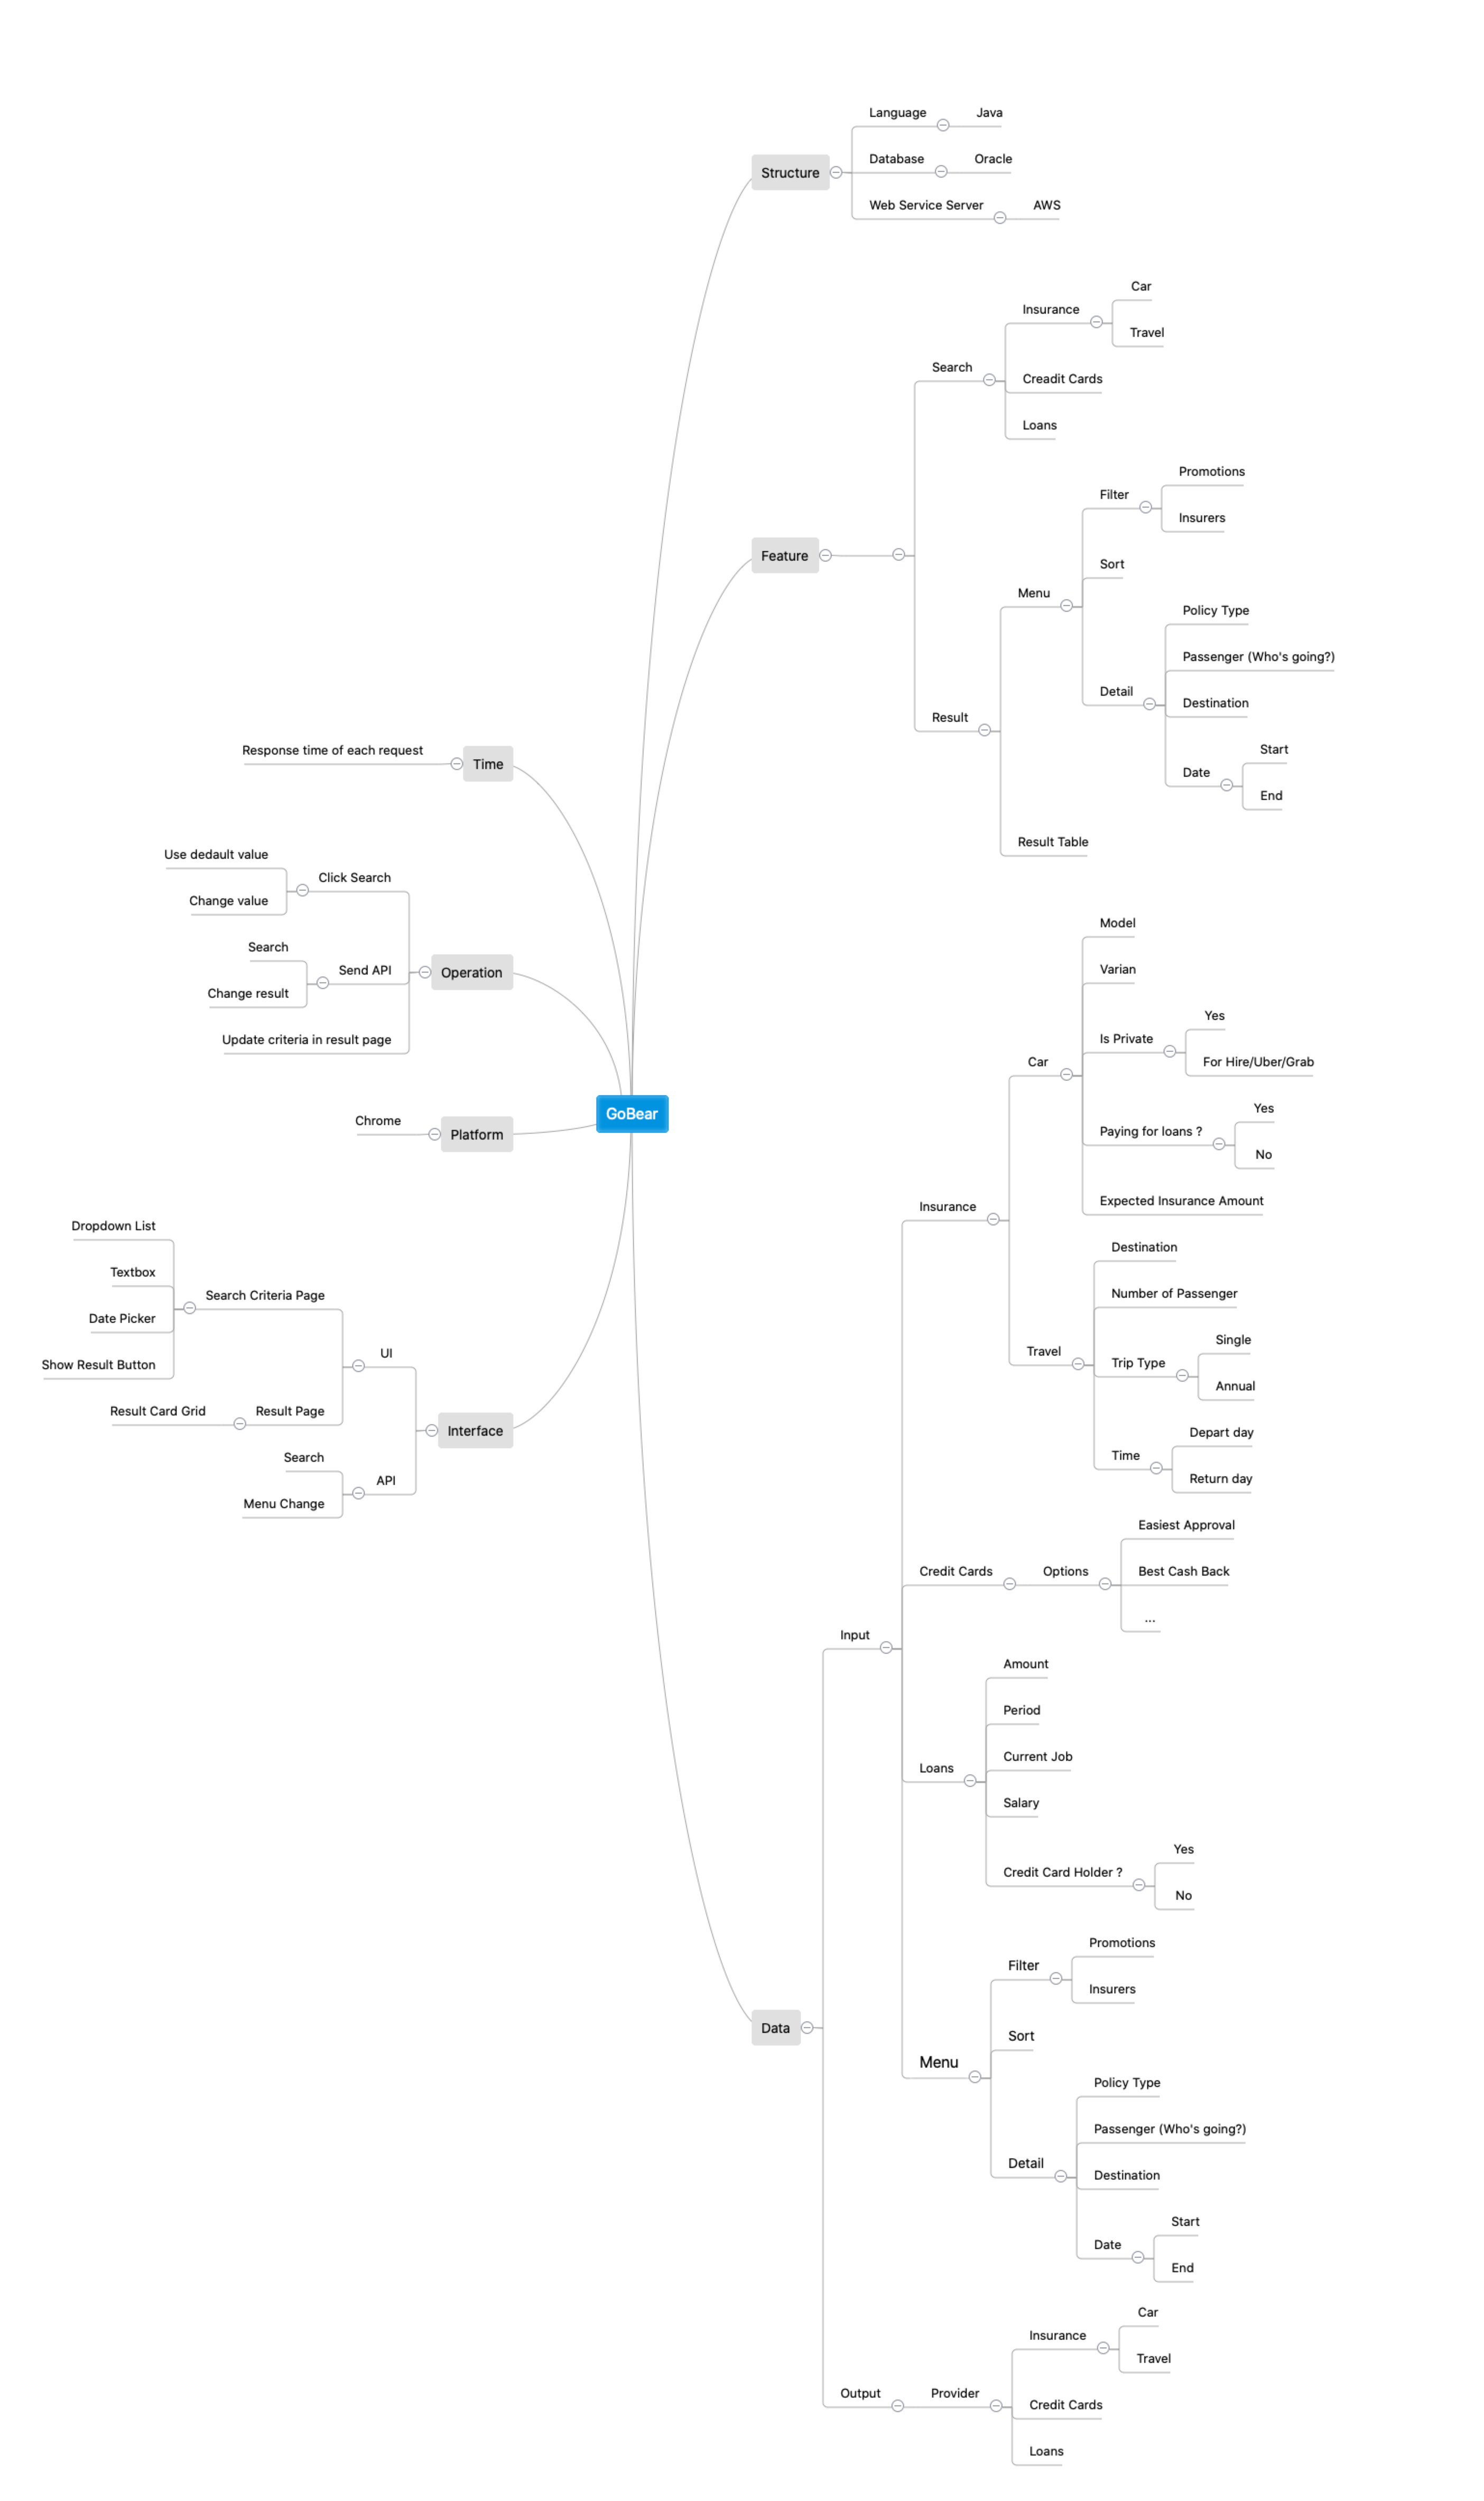 GoBear
Structure
Language
Java
Database
Oracle
Web Service Server
AWS
Feature
Search
Insurance
Car
Travel
Creadit Cards
Loans
Result
Menu
Filter
Promotions
Insurers
Sort
Detail
Policy Type
Passenger (Who's going?)
Destination
Date
Start
End
Result Table
Time
Response time of each request
Operation
Click Search
Use dedault value
Change value
Send API
Search
Change result
Update criteria in result page
Platform
Chrome
Interface
UI
Search Criteria Page
Dropdown List
Textbox
Date Picker
Show Result Button
Result Page
Result Card Grid
API
Search
Menu Change
Data
Input
Insurance
Car
Model
Varian
Is Private
Yes
For Hire/Uber/Grab
Paying for loans ?
Yes
No
Expected Insurance Amount
Travel
Destination
Number of Passenger
Trip Type
Single
Annual
Time
Depart day
Return day
Credit Cards
Options
Easiest Approval
Best Cash Back
...
Loans
Amount
Period
Current Job
Salary
Credit Card Holder ?
Yes
No
Menu
Filter
Promotions
Insurers
Sort
Detail
Policy Type
Passenger (Who's going?)
Destination
Date
Start
End
Output
Provider
Insurance
Car
Travel
Credit Cards
Loans